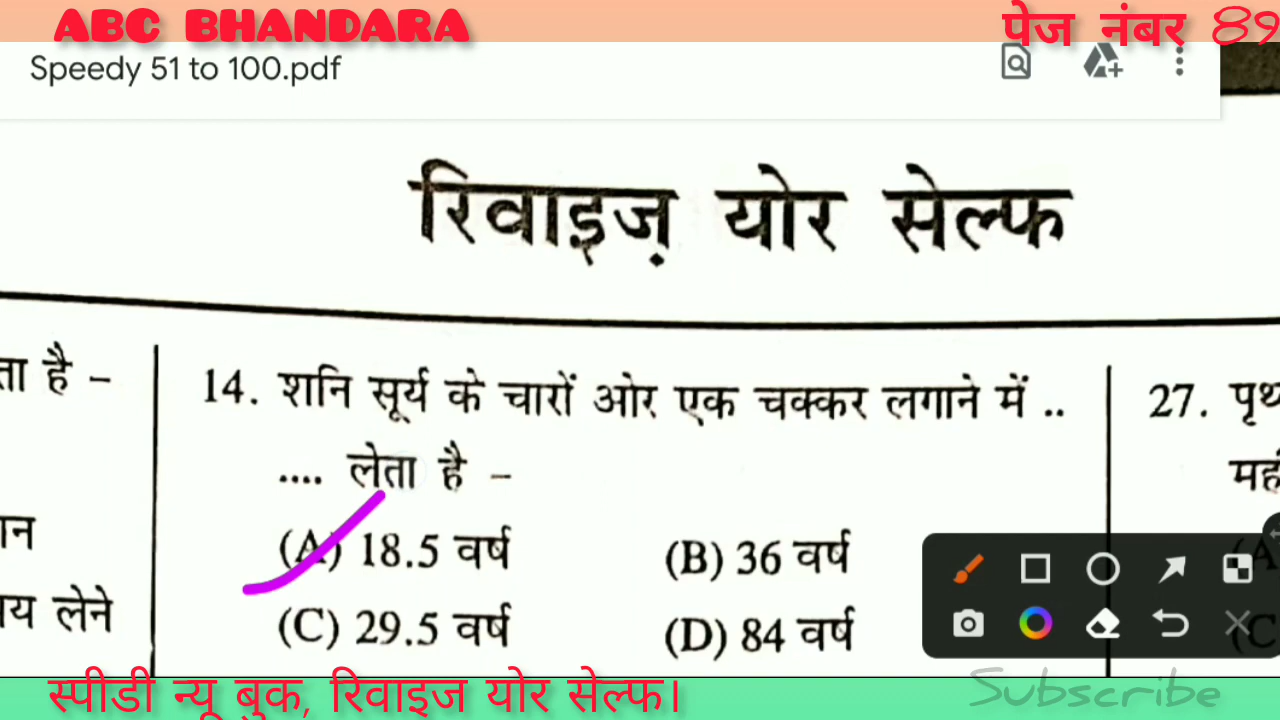 ABC BHANDARA
पेज नंबर 89
Speedy 51 to 100.pdf
रिवाइज़ योर सेल्फ
ता है –
14. शनि सूर्य के चारों ओर एक चक्कर लगाने में ..
.... लेता है –
(A) 18.5 वर्ष
(B) 36 वर्ष
(C) 29.5 वर्ष
(D) 84 वर्ष
27.
लेने
स्पीडी न्यू बुक, रिवाइज योर सेल्फ।
Subscribe